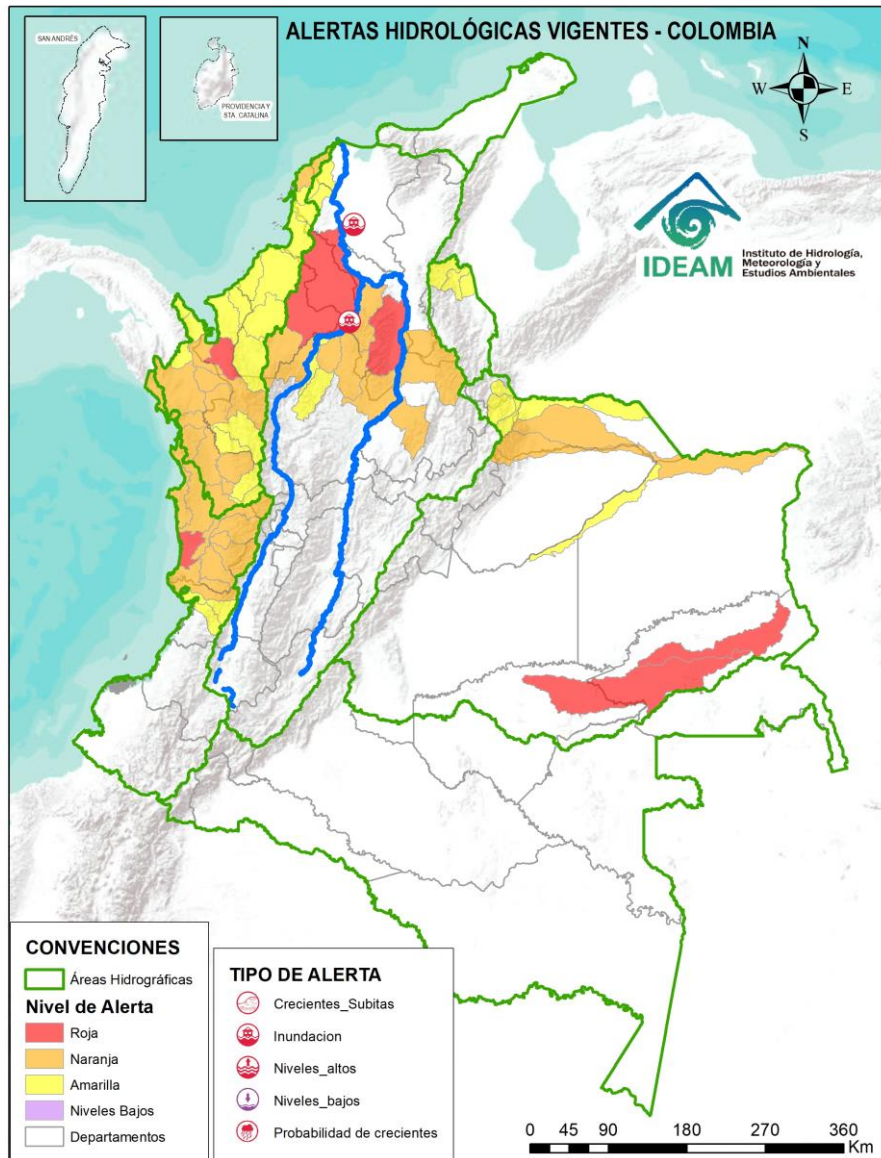 ALERTAS HIDROLÓGICAS VIGENTES - COLOMBIA
SAN ANDRÉS
PROVIDENCIA Y
STA. CATALINA
N
W
E
S
IDEAM
Instituto de Hidrología,
Meteorología y
Estudios Ambientales
CONVENCIONES
Áreas Hidrográficas
Nivel de Alerta
Roja
Naranja
Amarilla
Niveles Bajos
Departamentos
TIPO DE ALERTA
Crecientes_Subitas
Inundacion
Niveles_altos
Niveles_bajos
Probabilidad de crecientes
0 45 90 180 270 360
Km